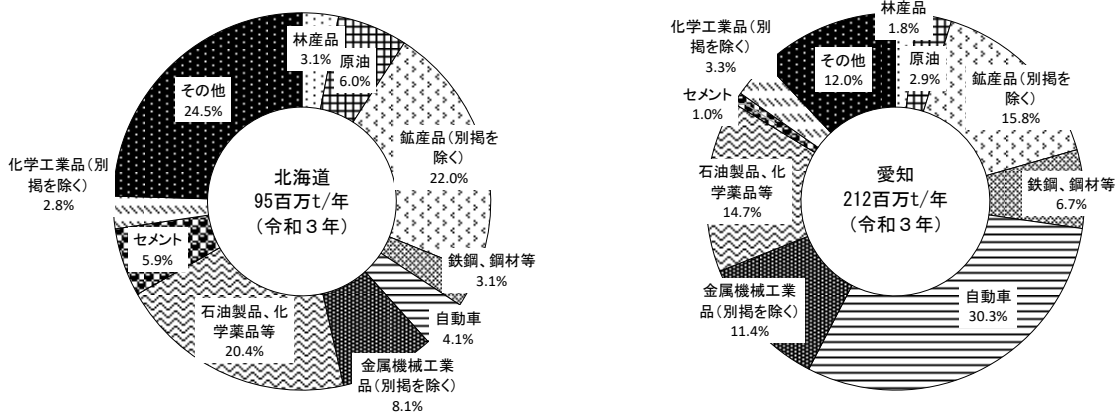 林産品
3.1%
原油
6.0%
鉱産品(別掲を
除く)
22.0%
鉄鋼、鋼材等
3.1%
自動車
4.1%
金属機械工業
品(別掲を除く)
8.1%
石油製品、化
学薬品等
20.4%
セメント
5.9%
化学工業品(別
掲を除く)
2.8%
その他
24.5%
北海道
95百万t/年
(令和3年)
林産品
1.8%
原油
2.9%
鉱産品(別掲を
除く)
15.8%
鉄鋼、鋼材等
6.7%
自動車
30.3%
金属機械工業
品(別掲を除く)
11.4%
石油製品、化
学薬品等
14.7%
セメント
1.0%
化学工業品(別
掲を除く)
3.3%
その他
12.0%
愛知
212百万t/年
(令和3年)